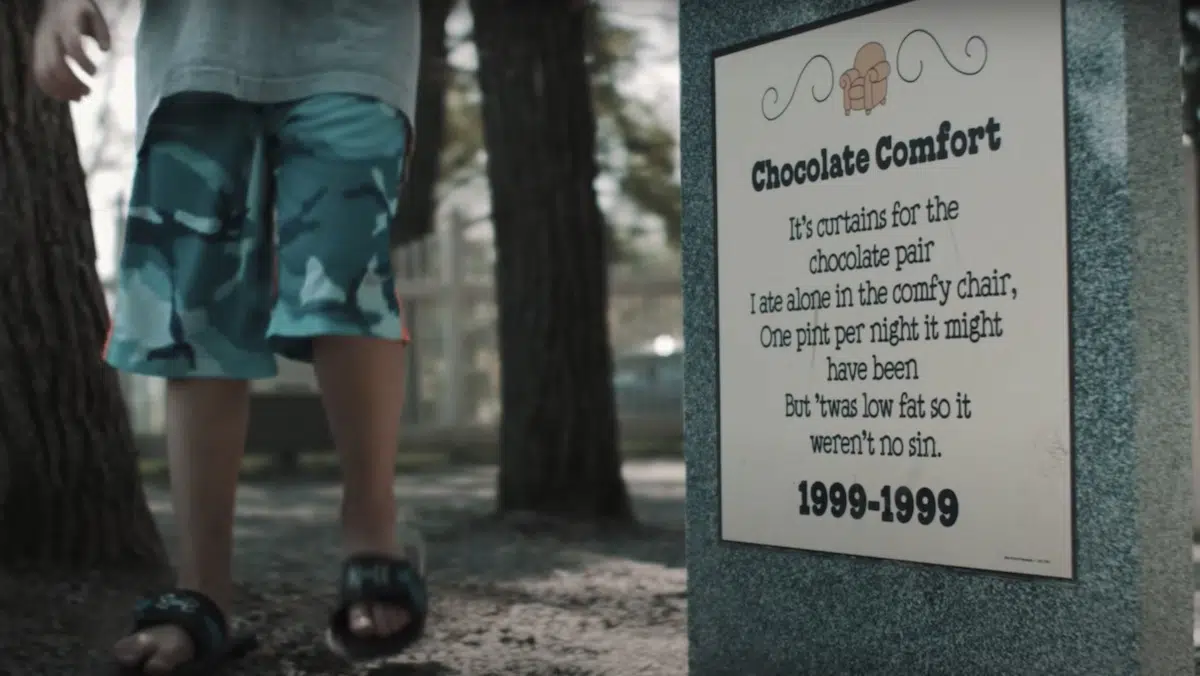 Chocolate Comfort
It's curtains for the
chocolate pair
I ate alone in the comfy chair,
One pint per night it might
have been
But 'twas low fat so it
weren't no sin.
1999-1999